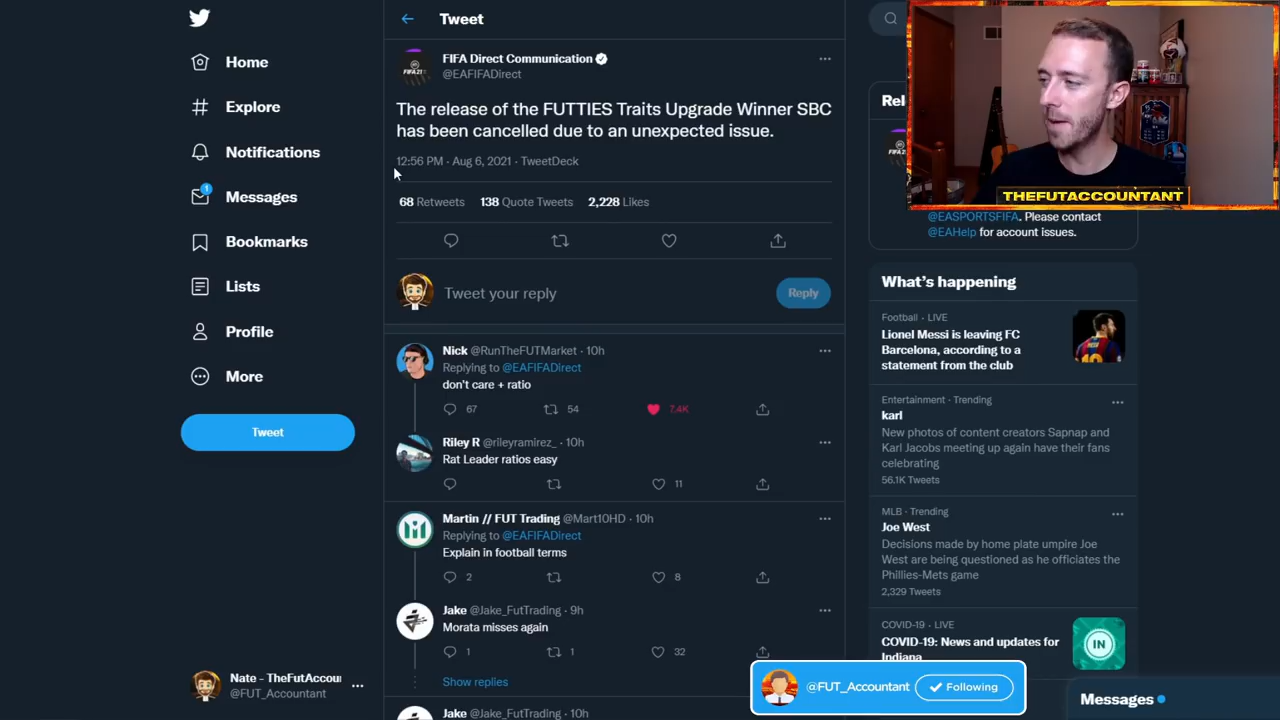 Home
Explore
Notifications
1
Messages
Bookmarks
Lists
Profile
More
Tweet
Nate - TheFutAccou
@FUT_Accountant
Tweet
FIFA Direct Communication
@EAFIFADirect
The release of the FUTTIES Traits Upgrade Winner SBC
has been cancelled due to an unexpected issue.
12:56 PM · Aug 6, 2021 · TweetDeck
68 Retweets 138 Quote Tweets 2,228 Likes
Tweet your reply
Reply
Nick @RunTheFUTMarket · 10h
Replying to @EAFIFADirect
don't care + ratio
67 54 7.4K
Riley R @rileyramirez_ · 10h
Rat Leader ratios easy
11
Martin // FUT Trading @Mart10HD · 10h
Replying to @EAFIFADirect
Explain in football terms
2 8
Jake @Jake_FutTrading · 9h
Morata misses again
1 1 32
Show replies
Jake @Jake_FutTrading · 10h
THEFUTACCOUNTANT
@EASPORTSFIFA. Please contact
@EAHelp for account issues.
What's happening
Football · LIVE
Lionel Messi is leaving FC
Barcelona, according to a
statement from the club
Entertainment · Trending
karl
New photos of content creators Sapnap and
Karl Jacobs meeting up again have their fans
celebrating
56.1K Tweets
MLB · Trending
Joe West
Decisions made by home plate umpire Joe
West are being questioned as he officiates the
Phillies-Mets game
2,329 Tweets
COVID-19 · LIVE
COVID-19: News and updates for
Indiana
IN
@FUT_Accountant
Following
Messages